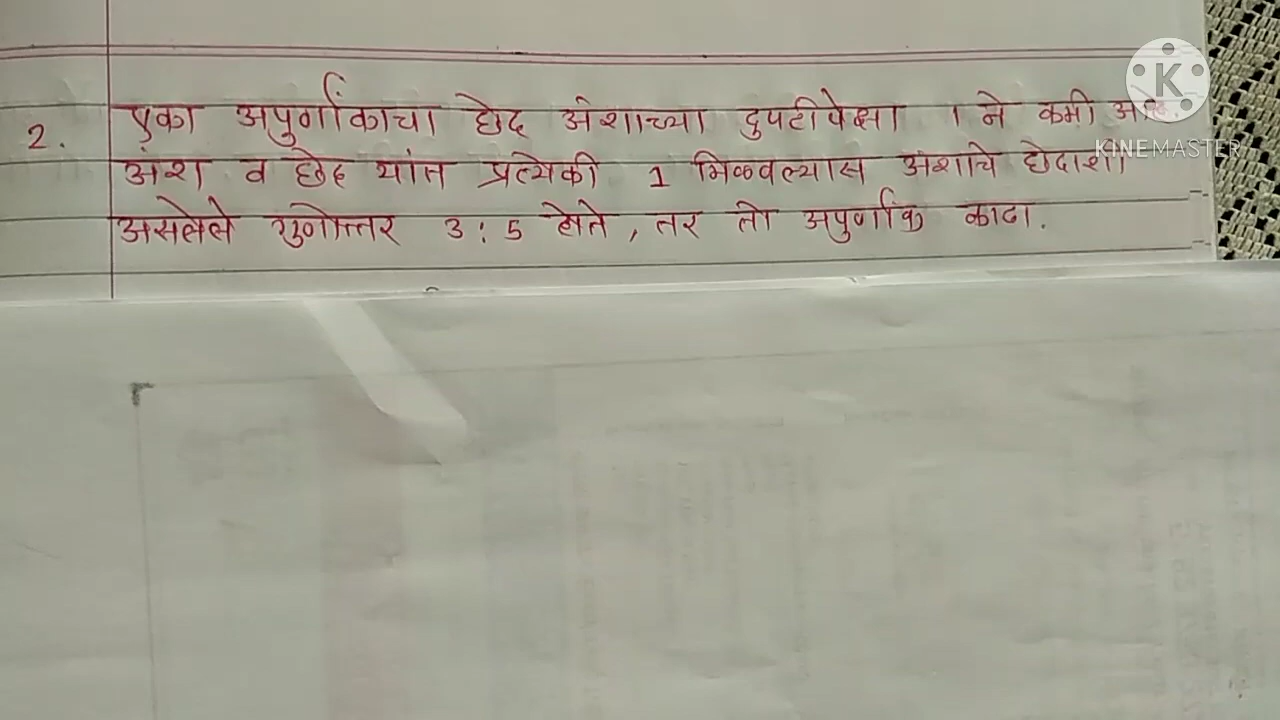 2. एका अपुर्णांकाचा छेद अंशाच्या दुपटीपेक्षा 1 ने कमी आहे.
अंश व छेद यांत प्रत्येकी 1 मिळवल्यास अंशाचे छेदाशी
असलेले गुणोत्तर 3 : 5 होते, तर तो अपुर्णांक काढा.
K
KINEMASTER